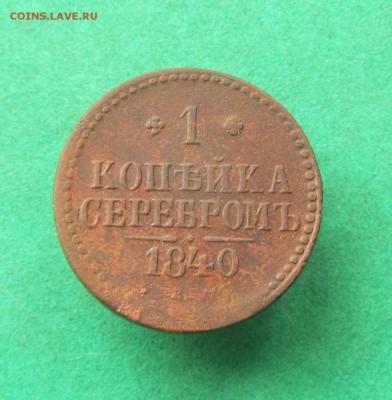 COINS.LAVE.RU
1
КОПѢЙКА
СЕРЕБРОМЪ
1840